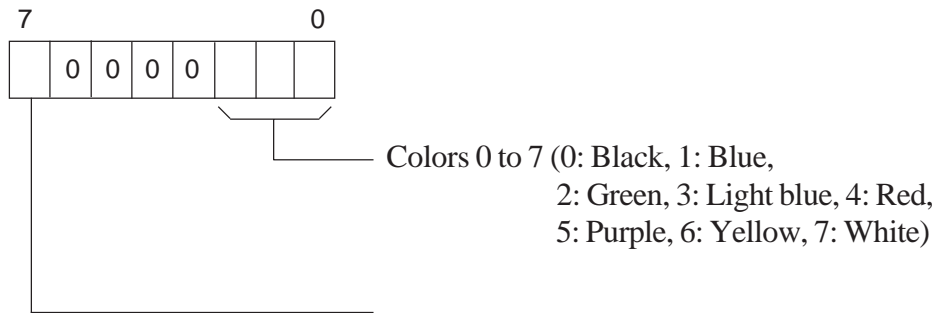 7 0
0 0 0 0
Colors 0 to 7 (0: Black, 1: Blue,
2: Green, 3: Light blue, 4: Red,
5: Purple, 6: Yellow, 7: White)